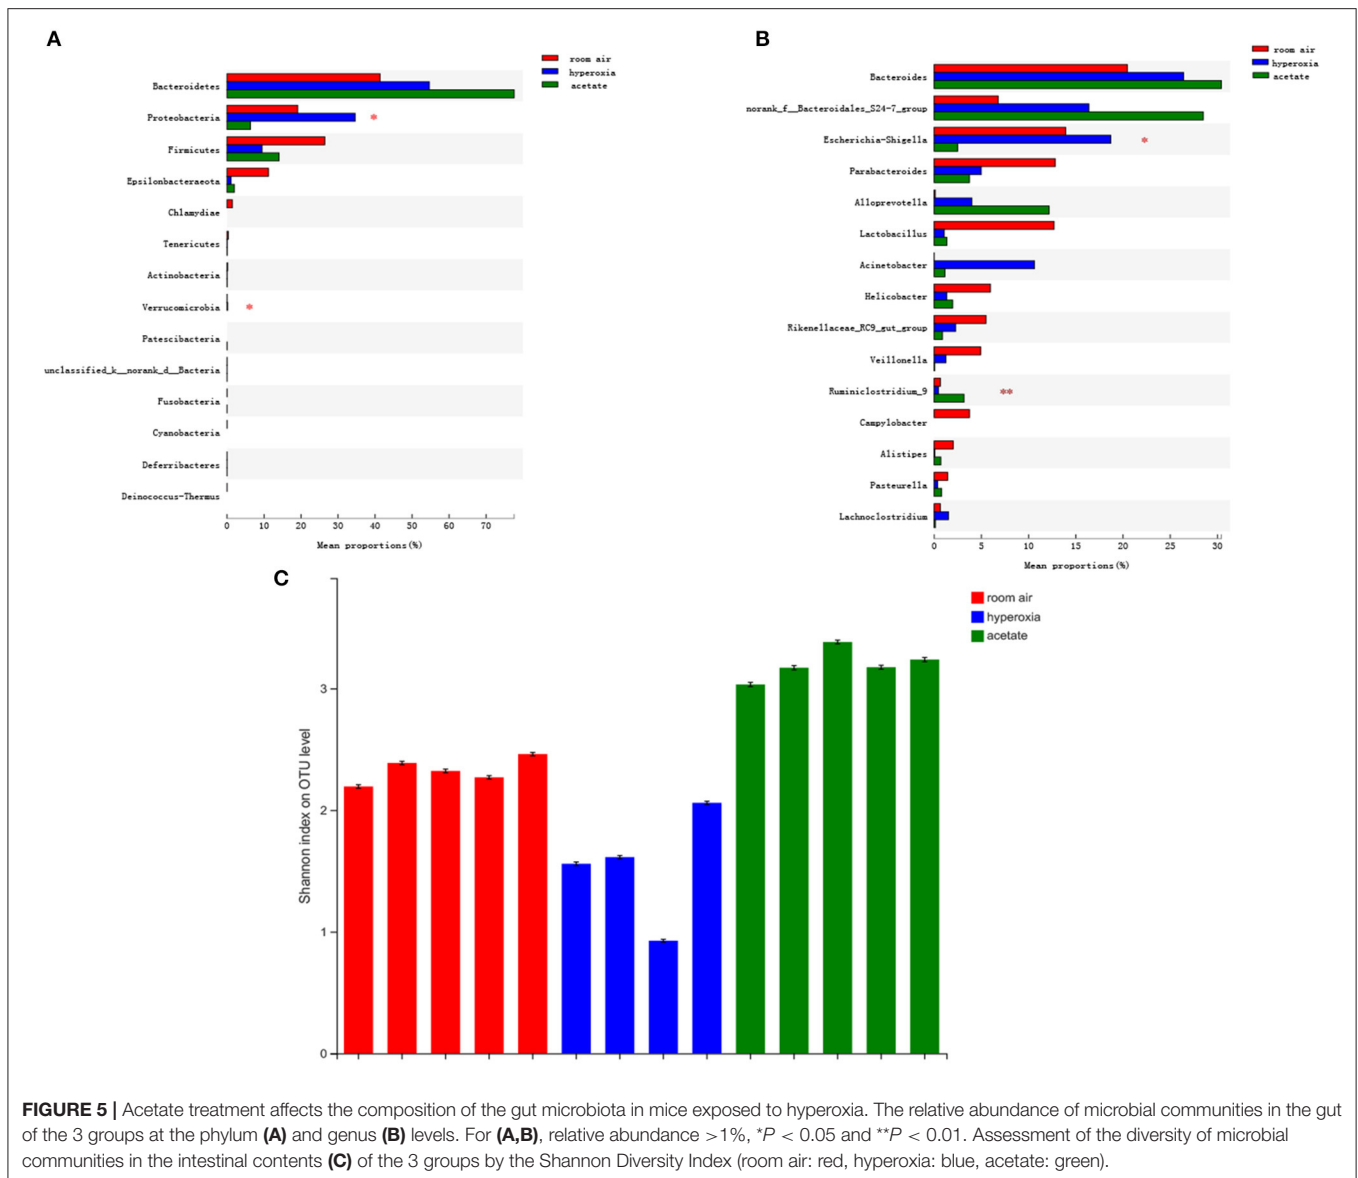 A
room air
hyperoxia
acetate
Bacteroidetes
Proteobacteria
*
Firmicutes
Epsilonbacteraeota
Chlamydiae
Tenericutes
Actinobacteria
Verrucomicrobia
*
Patescibacteria
unclassified_k__norank_d__Bacteria
Fusobacteria
Cyanobacteria
Deferribacteres
Deinococcus-Thermus
0 10 20 30 40 50 60 70
Mean proportions(%)
B
room air
hyperoxia
acetate
Bacteroides
norank_f__Bacteroidales_S24-7_group
Escherichia-Shigella
*
Parabacteroides
Alloprevotella
Lactobacillus
Acinetobacter
Helicobacter
Rikenellaceae_RC9_gut_group
Veillonella
Ruminiclostridium_9
**
Campylobacter
Alistipes
Pasteurella
Lachnoclostridium
0 5 10 15 20 25 30
Mean proportions(%)
C
room air
hyperoxia
acetate
3
2
1
0
Shannon index on OTU level
FIGURE 5 | Acetate treatment affects the composition of the gut microbiota in mice exposed to hyperoxia. The relative abundance of microbial communities in the gut
of the 3 groups at the phylum (A) and genus (B) levels. For (A,B), relative abundance >1%, *P < 0.05 and **P < 0.01. Assessment of the diversity of microbial
communities in the intestinal contents (C) of the 3 groups by the Shannon Diversity Index (room air: red, hyperoxia: blue, acetate: green).